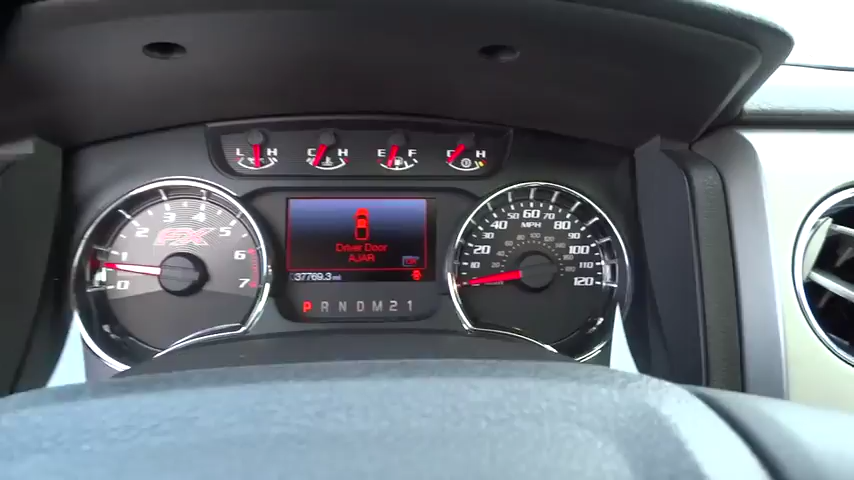 L H C H E F C H
0 1 2 3 4 5 6 7
FX
Driver Door
AJAR
Off
37769.3 mi
P R N D M 2 1
MPH
10 20 30 40 50 60 70 80 90 100 110 120